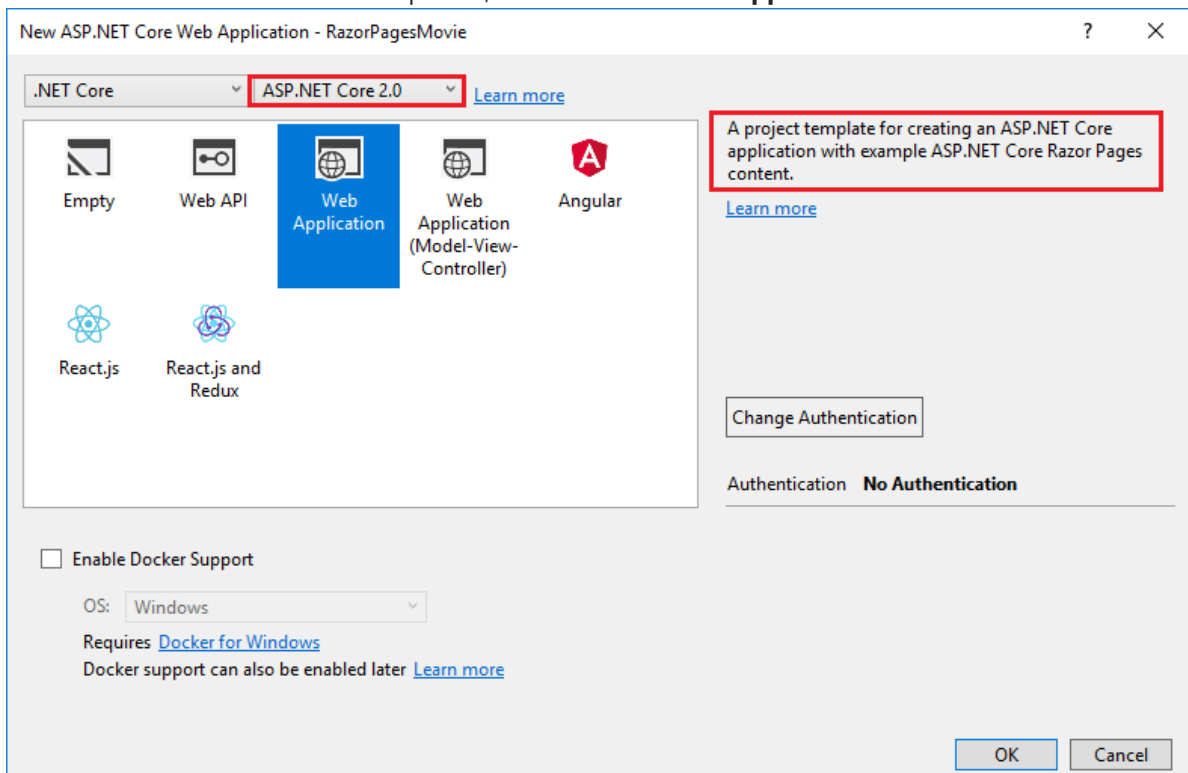 New ASP.NET Core Web Application - RazorPagesMovie ? ×
.NET Core ASP.NET Core 2.0 Learn more
A project template for creating an ASP.NET Core
application with example ASP.NET Core Razor Pages
content.
Learn more
Empty
Web API
Web
Application
Web
Application
(Model-View-
Controller)
Angular
React.js
React.js and
Redux
Change Authentication
Authentication No Authentication
Enable Docker Support
OS: Windows
Requires Docker for Windows
Docker support can also be enabled later Learn more
OK Cancel